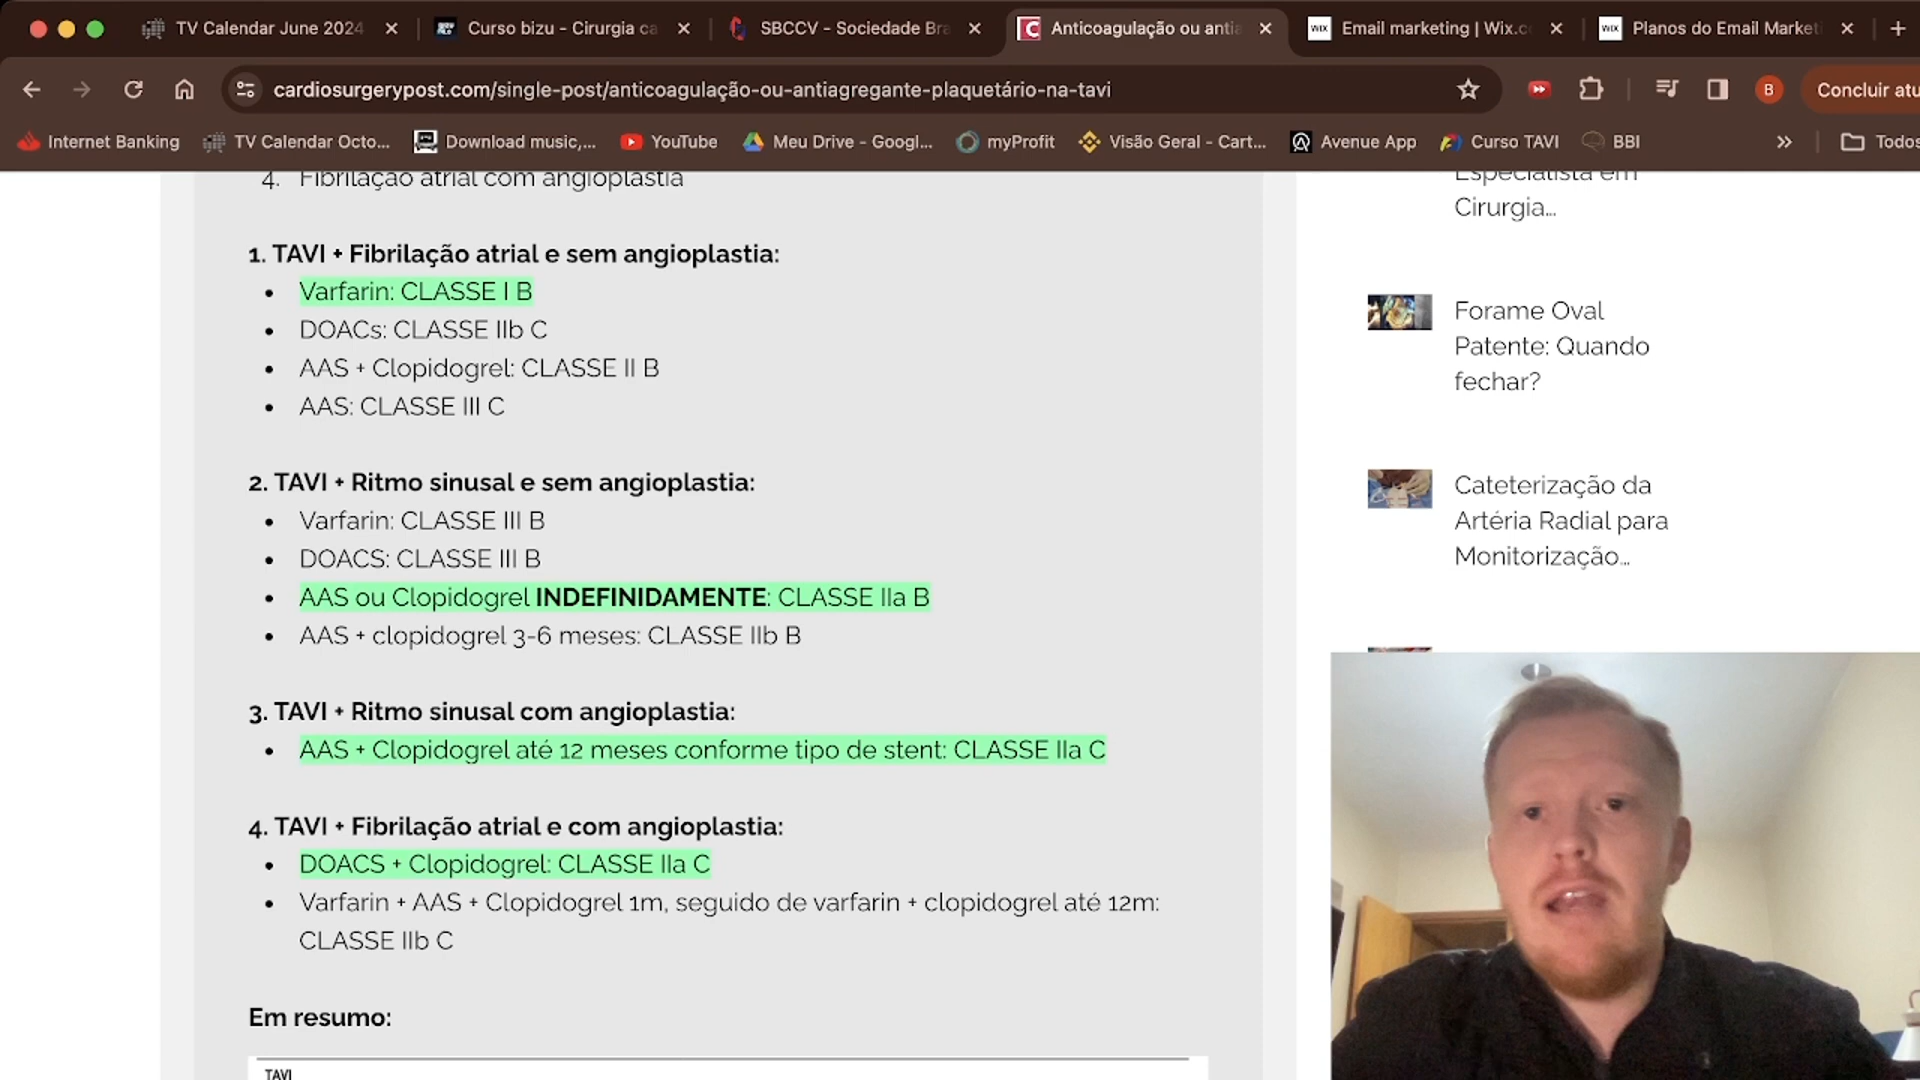 TV Calendar June 2024
Curso bizu - Cirurgia ca
SBCCV - Sociedade Bra
Anticoagulação ou antia
Email marketing | Wix.c
Planos do Email Market
cardiosurgerypost.com/single-post/anticoagulação-ou-antiagregante-plaquetário-na-tavi
B
Concluir atu
Internet Banking
TV Calendar Octo...
Download music,...
YouTube
Meu Drive - Googl...
myProfit
Visão Geral - Cart...
Avenue App
Curso TAVI
BBI
Todos
4. Fibrilação atrial com angioplastia
1. TAVI + Fibrilação atrial e sem angioplastia:
• Varfarin: CLASSE I B
• DOACs: CLASSE IIb C
• AAS + Clopidogrel: CLASSE II B
• AAS: CLASSE III C
2. TAVI + Ritmo sinusal e sem angioplastia:
• Varfarin: CLASSE III B
• DOACS: CLASSE III B
• AAS ou Clopidogrel INDEFINIDAMENTE: CLASSE IIa B
• AAS + clopidogrel 3-6 meses: CLASSE IIb B
3. TAVI + Ritmo sinusal com angioplastia:
• AAS + Clopidogrel até 12 meses conforme tipo de stent: CLASSE IIa C
4. TAVI + Fibrilação atrial e com angioplastia:
• DOACS + Clopidogrel: CLASSE IIa C
• Varfarin + AAS + Clopidogrel 1m, seguido de varfarin + clopidogrel até 12m:
CLASSE IIb C
Em resumo:
TAVI
Especialista em
Cirurgia...
Forame Oval
Patente: Quando
fechar?
Cateterização da
Artéria Radial para
Monitorização...